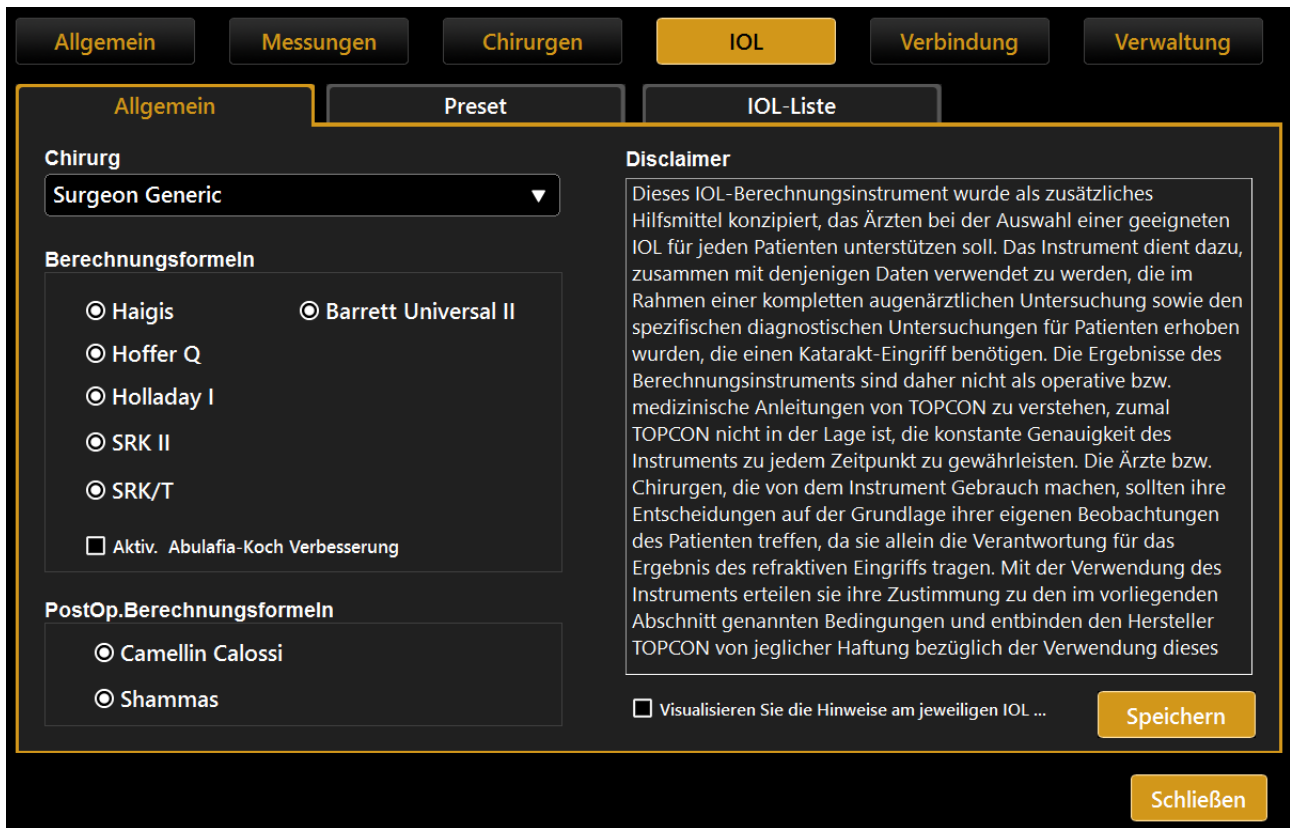 Allgemein Messungen Chirurgen IOL Verbindung Verwaltung
Allgemein Preset IOL-Liste
Chirurg
Surgeon Generic
Berechnungsformeln
Haigis Barrett Universal II
Hoffer Q
Holladay I
SRK II
SRK/T
Aktiv. Abulafia-Koch Verbesserung
PostOp.Berechnungsformeln
Camellin Calossi
Shammas
Disclaimer
Dieses IOL-Berechnungsinstrument wurde als zusätzliches
Hilfsmittel konzipiert, das Ärzten bei der Auswahl einer geeigneten
IOL für jeden Patienten unterstützen soll. Das Instrument dient dazu,
zusammen mit denjenigen Daten verwendet zu werden, die im
Rahmen einer kompletten augenärztlichen Untersuchung sowie den
spezifischen diagnostischen Untersuchungen für Patienten erhoben
wurden, die einen Katarakt-Eingriff benötigen. Die Ergebnisse des
Berechnungsinstruments sind daher nicht als operative bzw.
medizinische Anleitungen von TOPCON zu verstehen, zumal
TOPCON nicht in der Lage ist, die konstante Genauigkeit des
Instruments zu jedem Zeitpunkt zu gewährleisten. Die Ärzte bzw.
Chirurgen, die von dem Instrument Gebrauch machen, sollten ihre
Entscheidungen auf der Grundlage ihrer eigenen Beobachtungen
des Patienten treffen, da sie allein die Verantwortung für das
Ergebnis des refraktiven Eingriffs tragen. Mit der Verwendung des
Instruments erteilen sie ihre Zustimmung zu den im vorliegenden
Abschnitt genannten Bedingungen und entbinden den Hersteller
TOPCON von jeglicher Haftung bezüglich der Verwendung dieses
Visualisieren Sie die Hinweise am jeweiligen IOL ...
Speichern
Schließen